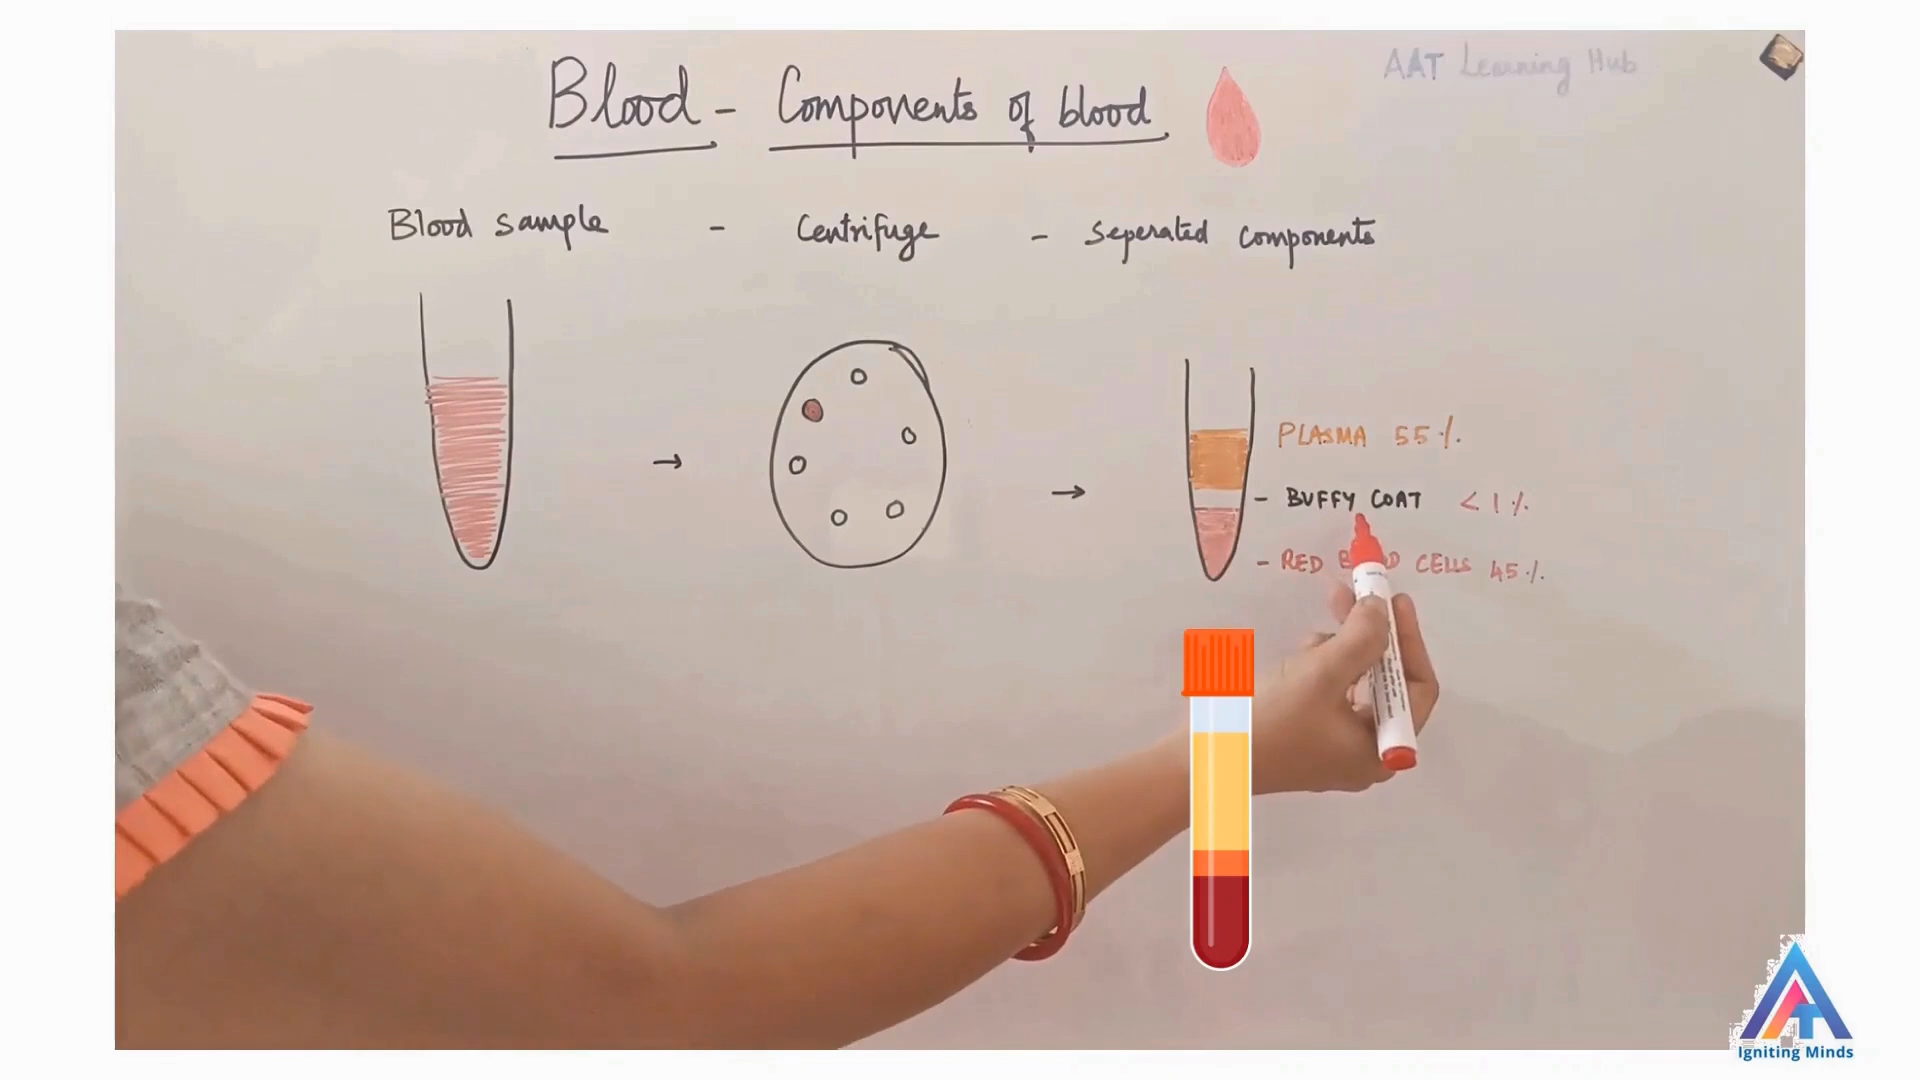 AAT Learning Hub
Blood - Components of blood
Blood sample - Centrifuge - seperated components
PLASMA 55%
- BUFFY COAT <1%
- RED CELLS 45%
Igniting Minds